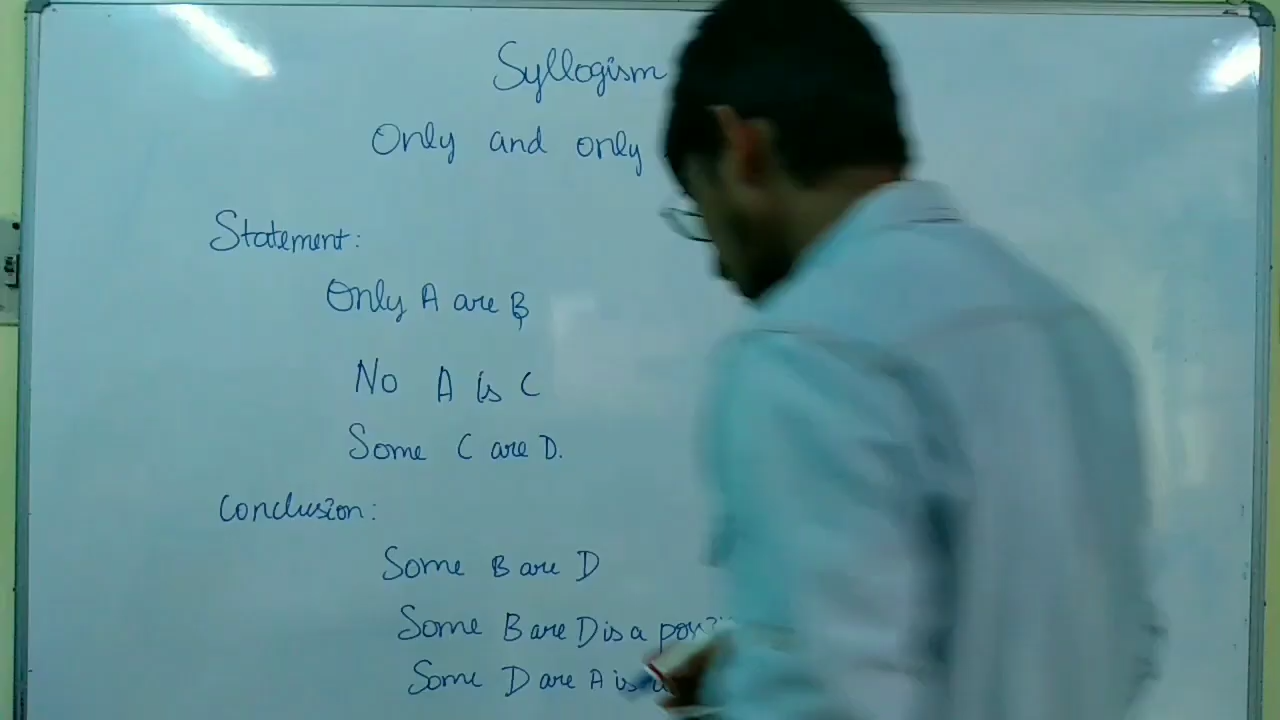 Syllogism
Only and only
Statement:
Only A are B
No A is C
Some C are D.
Conclusion:
Some B are D
Some B are D is a
Some D are A is